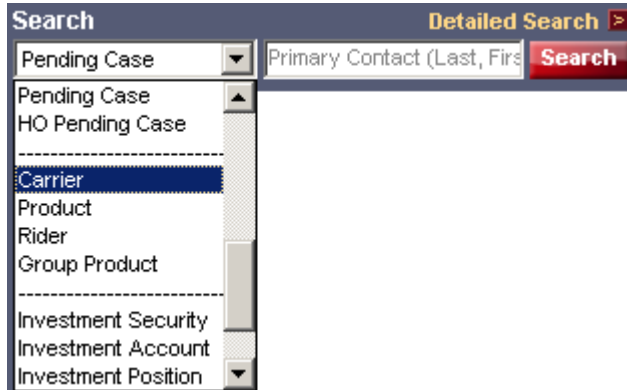 Search Detailed Search
Pending Case Primary Contact (Last, Firs Search
Pending Case
HO Pending Case
-------------------------
Carrier
Product
Rider
Group Product
-------------------------
Investment Security
Investment Account
Investment Position